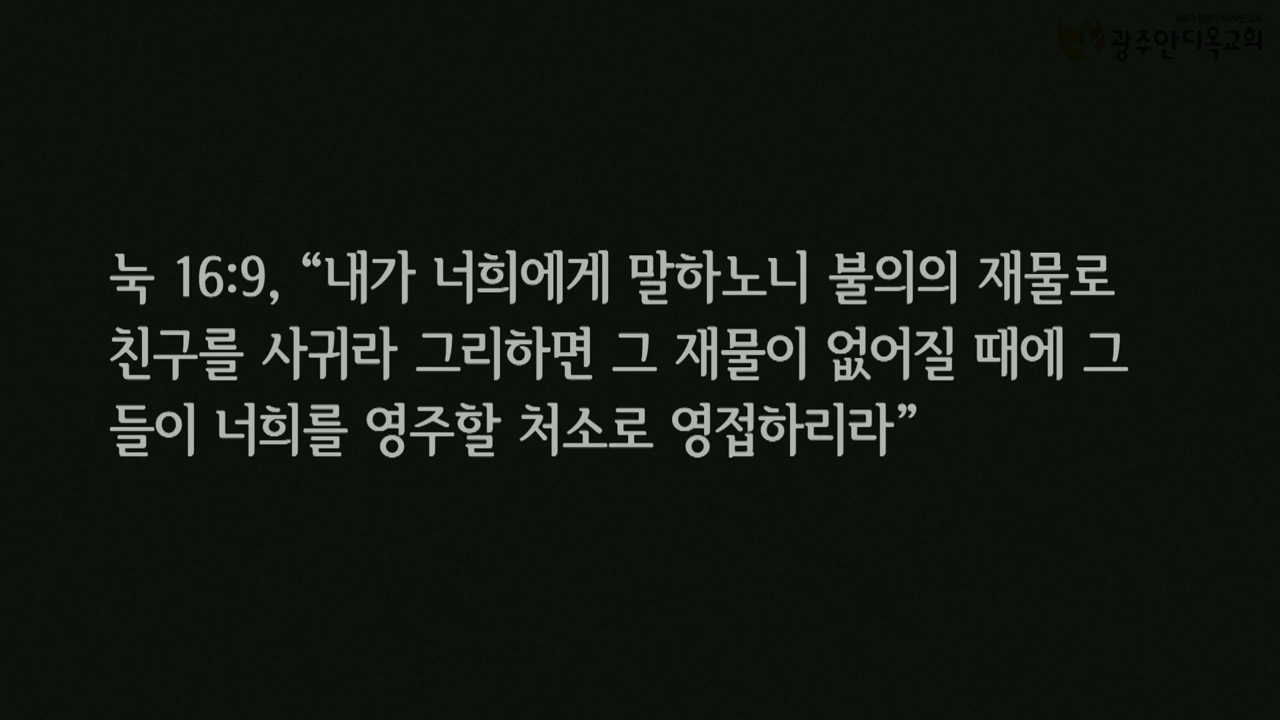 광주안디옥교회
눅 16:9, “내가 너희에게 말하노니 불의의 재물로
친구를 사귀라 그리하면 그 재물이 없어질 때에 그
들이 너희를 영주할 처소로 영접하리라”